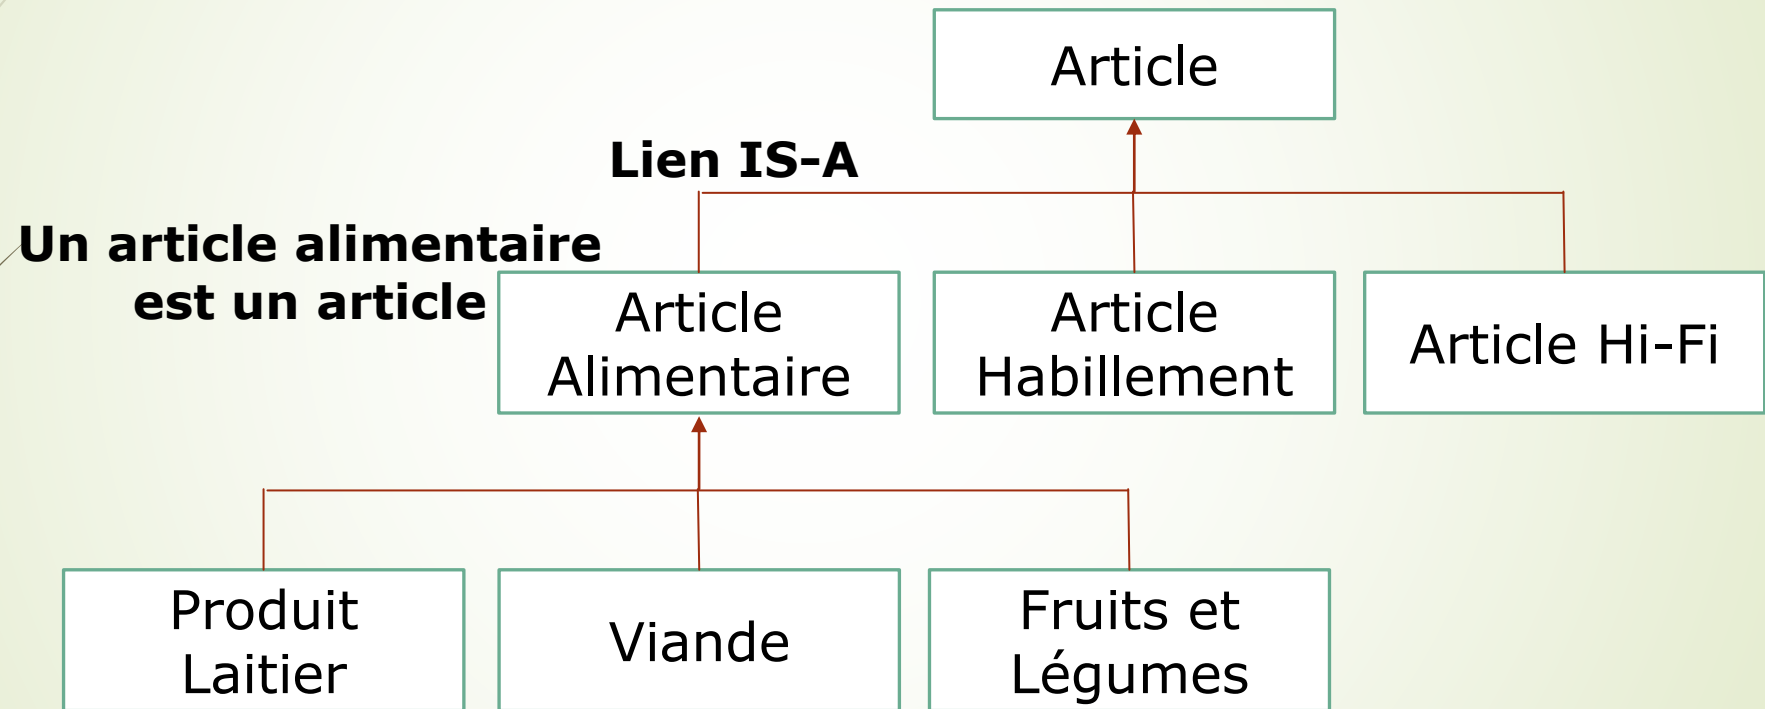 Article
Lien IS-A
Un article alimentaire
est un article
Article
Alimentaire
Article
Habillement
Article Hi-Fi
Produit
Laitier
Viande
Fruits et
Légumes